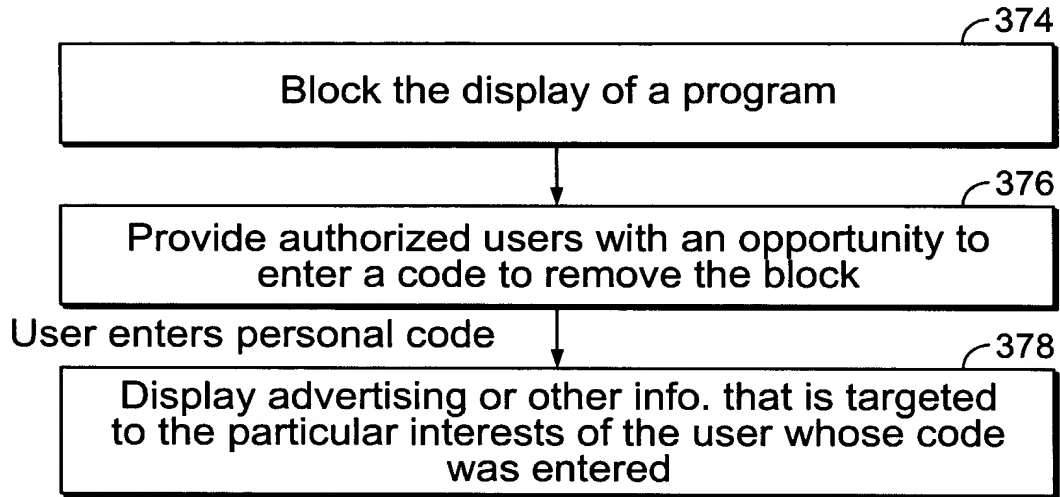 374
Block the display of a program
376
Provide authorized users with an opportunity to
enter a code to remove the block
User enters personal code
378
Display advertising or other info. that is targeted
to the particular interests of the user whose code
was entered